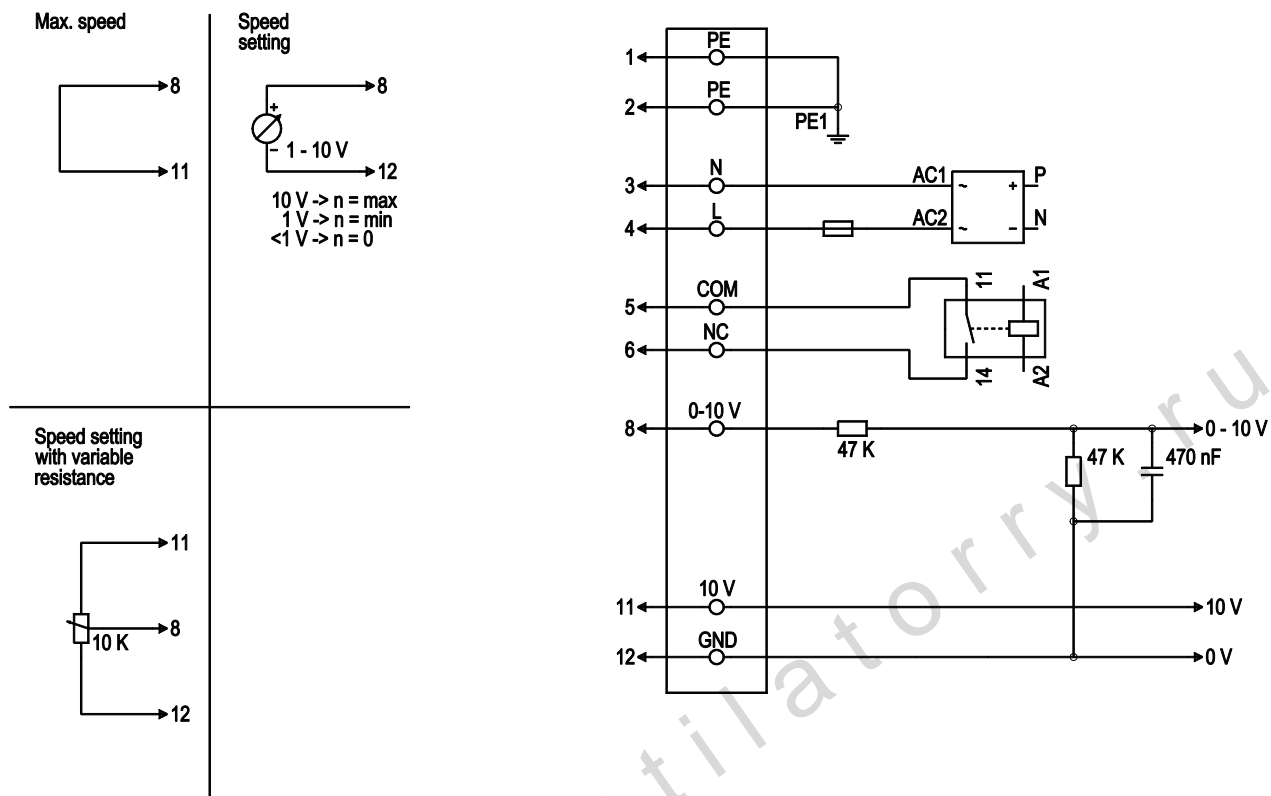 Max. speed
8
11
Speed
setting
8
+
− 1 - 10 V
12
10 V -> n = max
1 V -> n = min
<1 V -> n = 0
Speed setting
with variable
resistance
11
8
10 K
12
PE
1
PE
2
PE1
N
3
AC1 ~ + P
L
4
AC2 ~ − N
COM
5
11 A1
NC
6
14 A2
0-10 V
8
47 K
0 - 10 V
47 K 470 nF
10 V
11
10 V
GND
12
0 V
tilatorry.ru